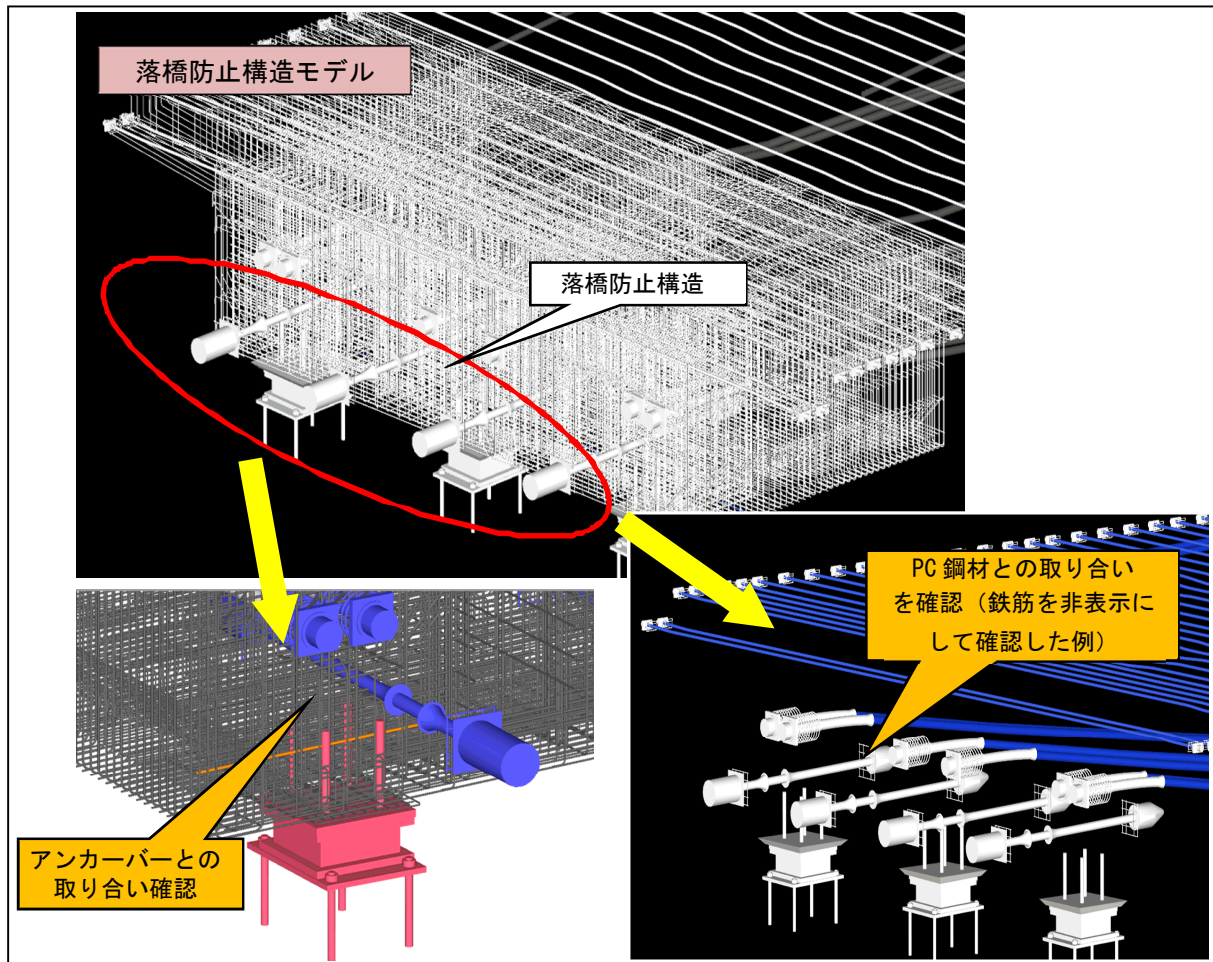 落橋防止構造モデル
落橋防止構造
PC 鋼材との取り合い
を確認（鉄筋を非表示に
して確認した例）
アンカーバーとの
取り合い確認